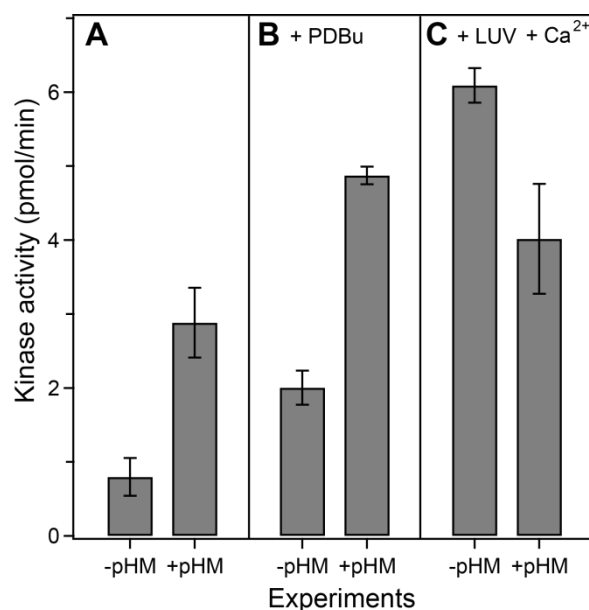 A
B + PDBu
C + LUV + Ca²⁺
Kinase activity (pmol/min)
6
4
2
0
-pHM +pHM -pHM +pHM -pHM +pHM
Experiments